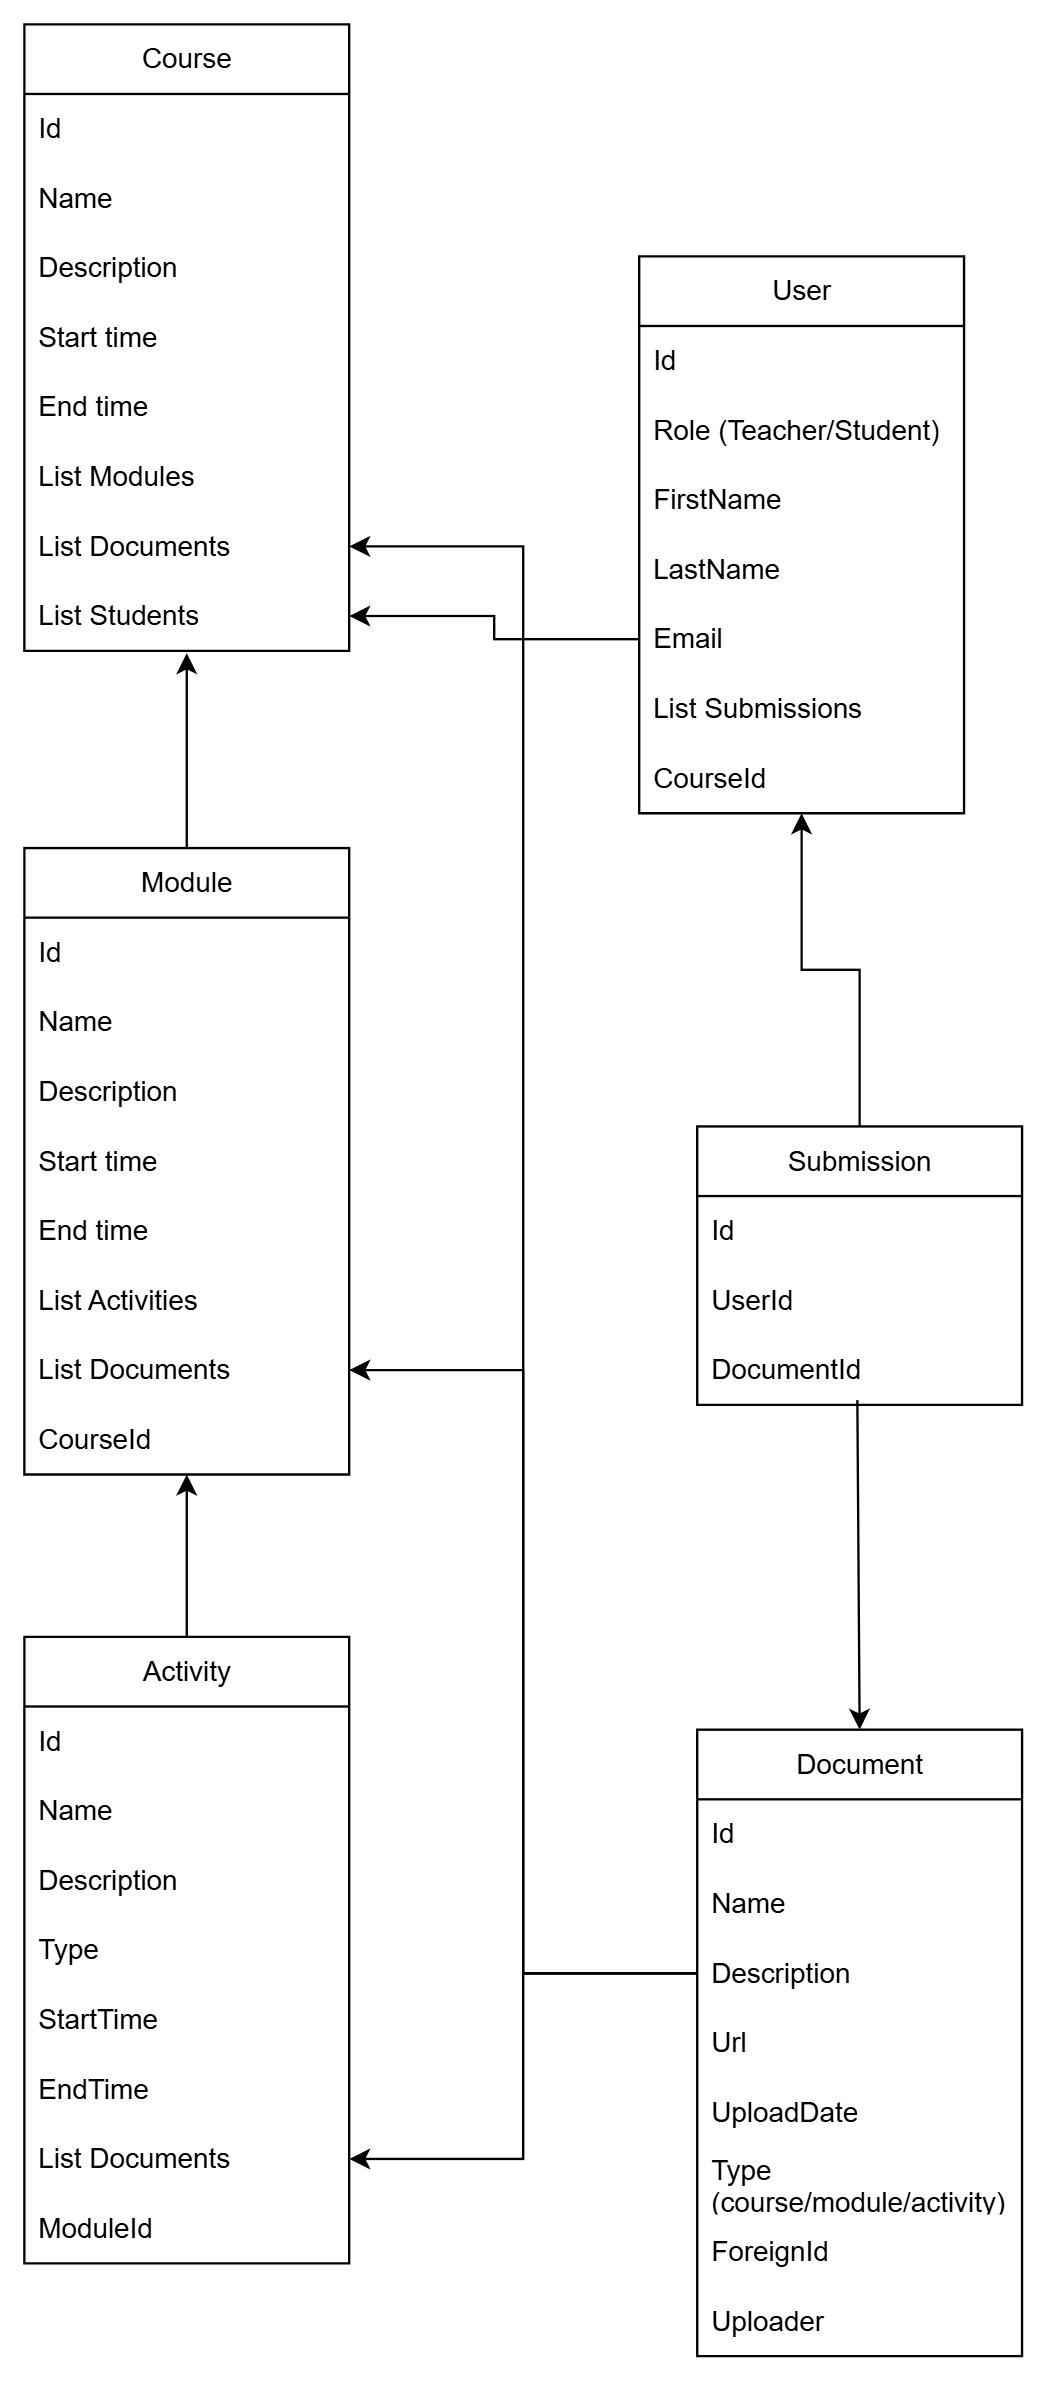 Course
Id
Name
Description
Start time
End time
List Modules
List Documents
List Students
User
Id
Role (Teacher/Student)
FirstName
LastName
Email
List Submissions
CourseId
Module
Id
Name
Description
Start time
End time
List Activities
List Documents
CourseId
Submission
Id
UserId
DocumentId
Activity
Id
Name
Description
Type
StartTime
EndTime
List Documents
ModuleId
Document
Id
Name
Description
Url
UploadDate
Type
(course/module/activity)
ForeignId
Uploader